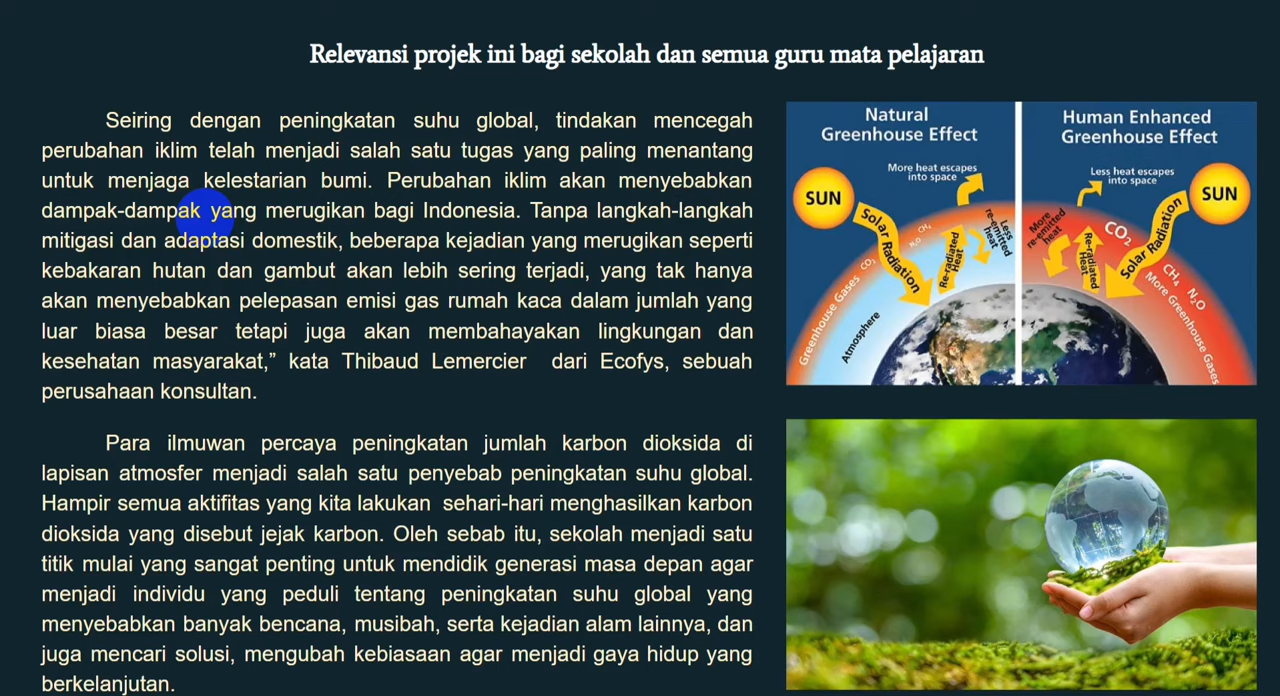 Relevansi projek ini bagi sekolah dan semua guru mata pelajaran
Seiring dengan peningkatan suhu global, tindakan mencegah
perubahan iklim telah menjadi salah satu tugas yang paling menantang
untuk menjaga kelestarian bumi. Perubahan iklim akan menyebabkan
dampak-dampak yang merugikan bagi Indonesia. Tanpa langkah-langkah
mitigasi dan adaptasi domestik, beberapa kejadian yang merugikan seperti
kebakaran hutan dan gambut akan lebih sering terjadi, yang tak hanya
akan menyebabkan pelepasan emisi gas rumah kaca dalam jumlah yang
luar biasa besar tetapi juga akan membahayakan lingkungan dan
kesehatan masyarakat,” kata Thibaud Lemercier dari Ecofys, sebuah
perusahaan konsultan.
Para ilmuwan percaya peningkatan jumlah karbon dioksida di
lapisan atmosfer menjadi salah satu penyebab peningkatan suhu global.
Hampir semua aktifitas yang kita lakukan sehari-hari menghasilkan karbon
dioksida yang disebut jejak karbon. Oleh sebab itu, sekolah menjadi satu
titik mulai yang sangat penting untuk mendidik generasi masa depan agar
menjadi individu yang peduli tentang peningkatan suhu global yang
menyebabkan banyak bencana, musibah, serta kejadian alam lainnya, dan
juga mencari solusi, mengubah kebiasaan agar menjadi gaya hidup yang
berkelanjutan.
Natural
Greenhouse Effect
More heat escapes
into space
SUN
Solar Radiation
CH4
N2O
CO2
Greenhouse Gases
Atmosphere
Re-radiated
Heat
Less
re-emitted
heat
Human Enhanced
Greenhouse Effect
Less heat escapes
into space
SUN
More
re-emitted
heat
Re-radiated
Heat
CO2
Solar Radiation
CH4
N2O
More Greenhouse Gases